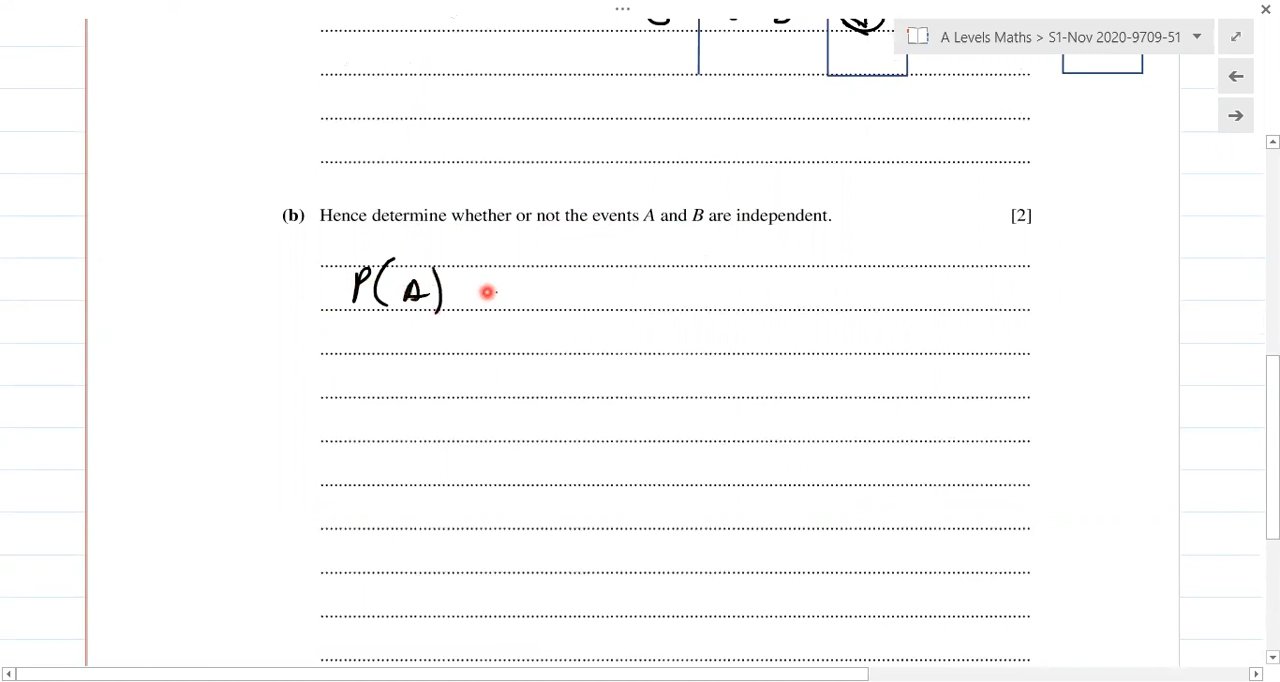 A Levels Maths > S1-Nov 2020-9709-51
(b) Hence determine whether or not the events A and B are independent. [2]
P(A)